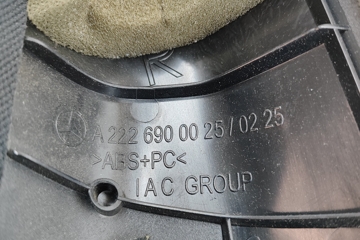 R
A 222 690 00 25 / 02 25
>ABS+PC<
IAC GROUP